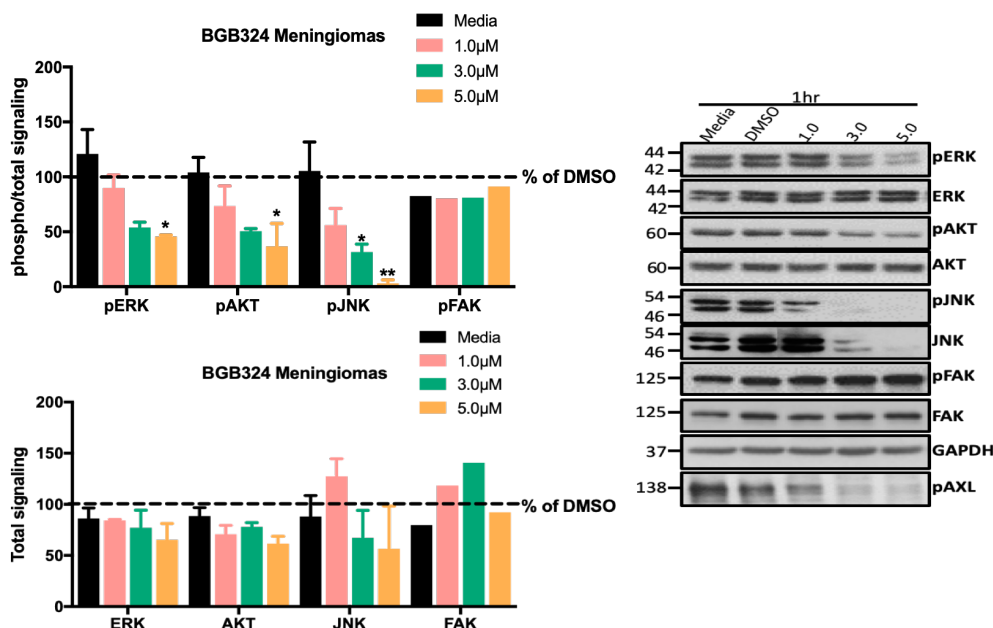 BGB324 Meningiomas
Media
1.0µM
3.0µM
5.0µM
phospho/total signaling
200
150
100
50
0
% of DMSO
*
*
*
**
pERK
pAKT
pJNK
pFAK
BGB324 Meningiomas
Media
1.0µM
3.0µM
5.0µM
Total signaling
200
150
100
50
0
% of DMSO
ERK
AKT
JNK
FAK
1hr
Media DMSO 1.0 3.0 5.0
44
42
pERK
44
42
ERK
60
pAKT
60
AKT
54
46
pJNK
54
46
JNK
125
pFAK
125
FAK
37
GAPDH
138
pAXL